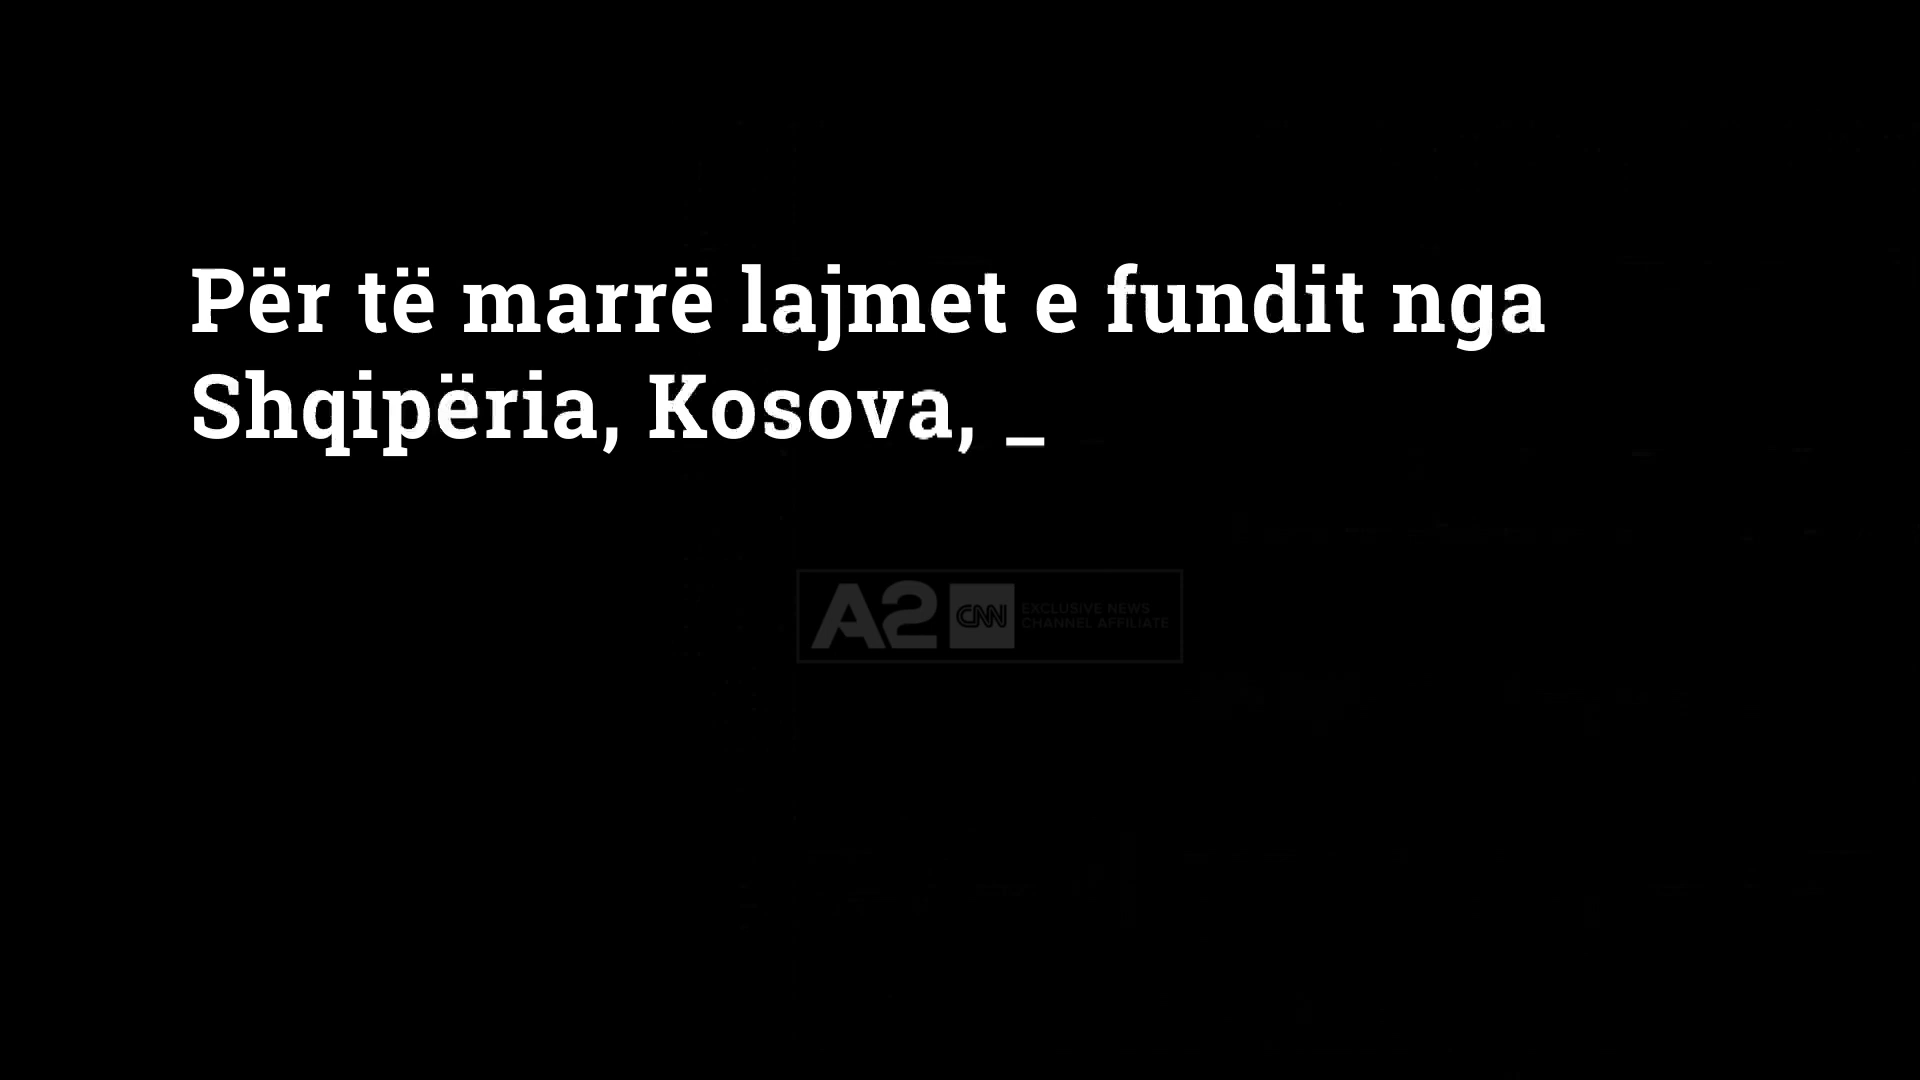 Për të marrë lajmet e fundit nga
Shqipëria, Kosova, _
A2 CNN EXCLUSIVE NEWS
CHANNEL AFFILIATE